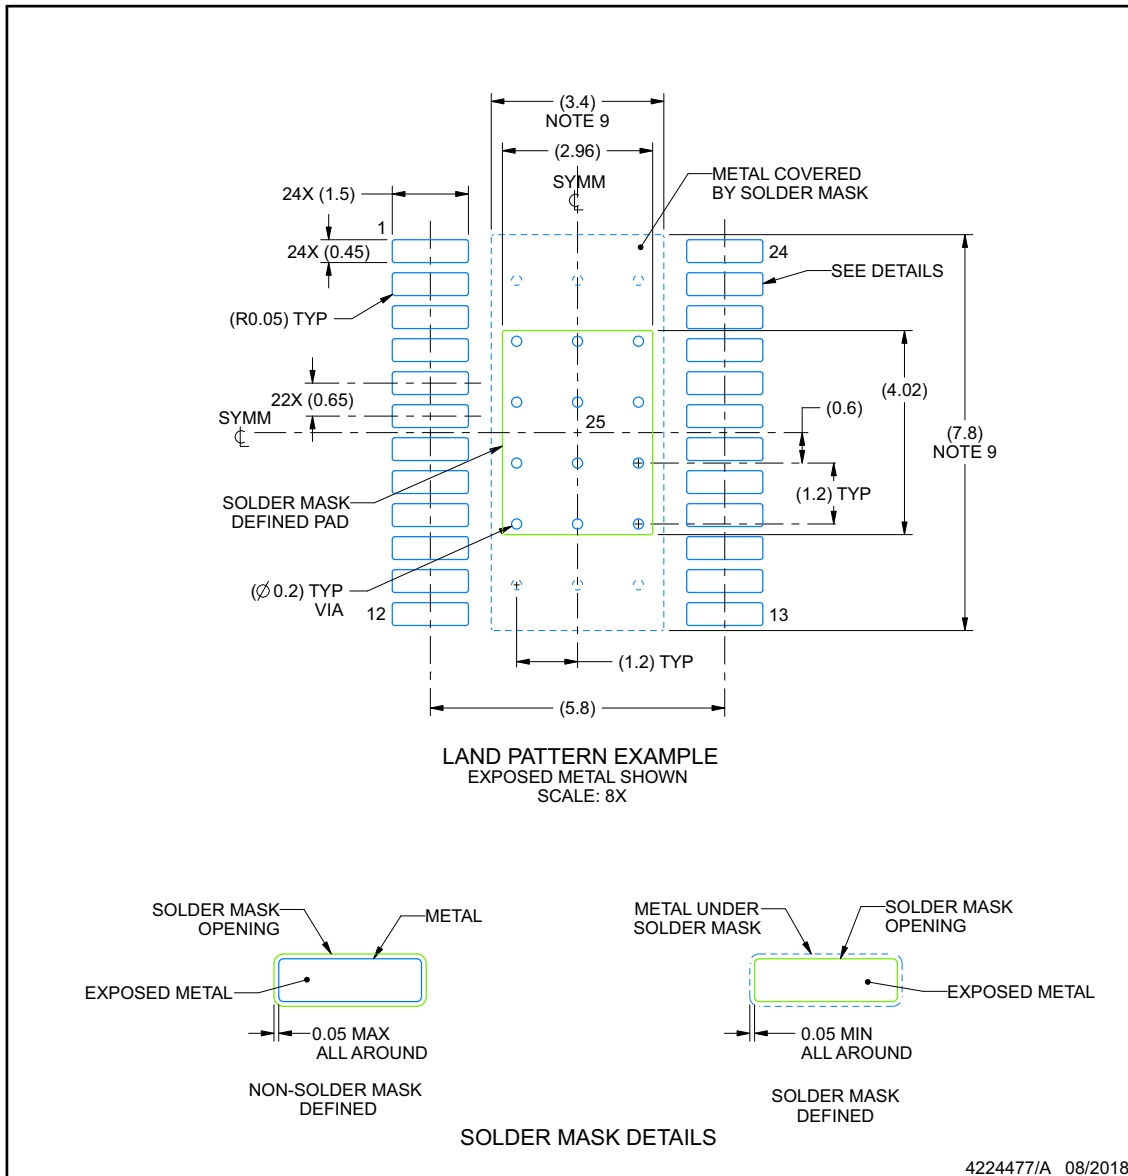 (3.4)
NOTE 9
(2.96)
SYMM
℄
METAL COVERED
BY SOLDER MASK
24X (1.5)
1
24X (0.45)
24
SEE DETAILS
(R0.05) TYP
22X (0.65)
SYMM
℄
25
(4.02)
(0.6)
(7.8)
NOTE 9
(1.2) TYP
SOLDER MASK
DEFINED PAD
(Ø 0.2) TYP
VIA
12
13
(1.2) TYP
(5.8)
LAND PATTERN EXAMPLE
EXPOSED METAL SHOWN
SCALE: 8X
SOLDER MASK
OPENING
METAL
EXPOSED METAL
0.05 MAX
ALL AROUND
NON-SOLDER MASK
DEFINED
METAL UNDER
SOLDER MASK
SOLDER MASK
OPENING
EXPOSED METAL
0.05 MIN
ALL AROUND
SOLDER MASK
DEFINED
SOLDER MASK DETAILS
4224477/A 08/2018